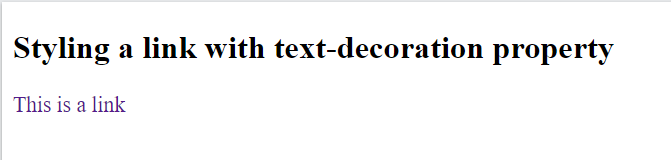 Styling a link with text-decoration property
This is a link